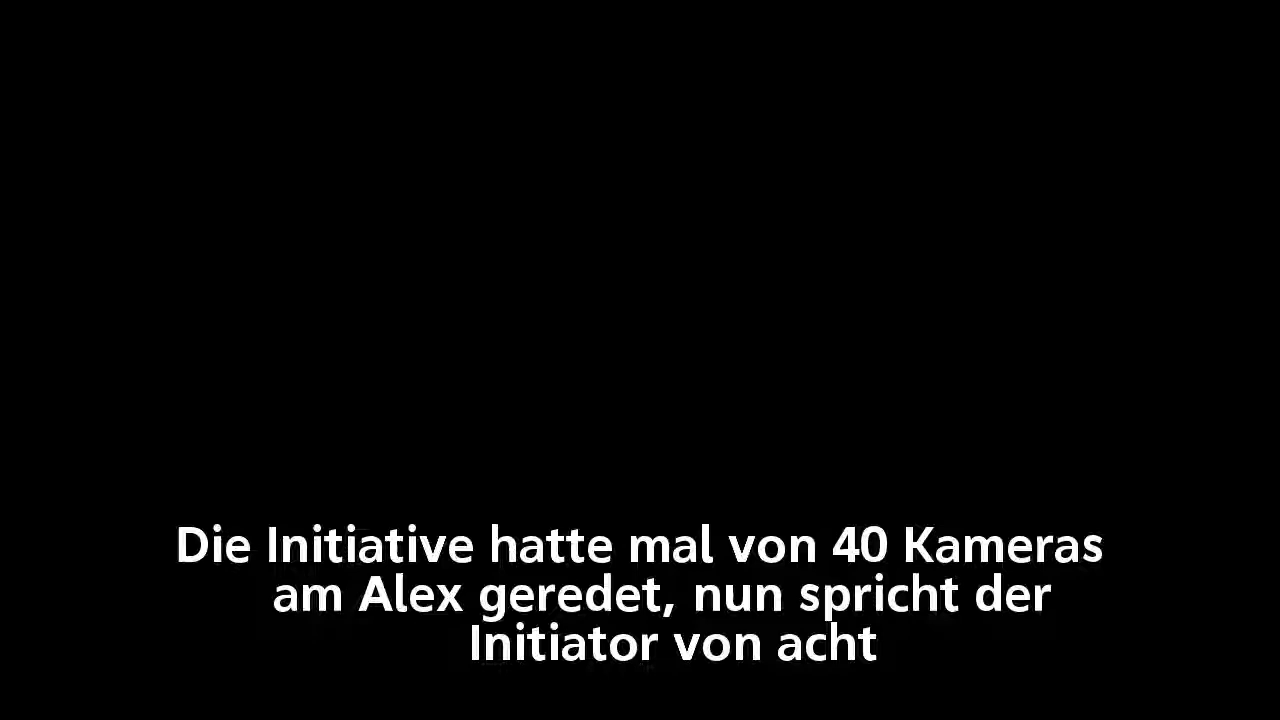 Die Initiative hatte mal von 40 Kameras
am Alex geredet, nun spricht der
Initiator von acht